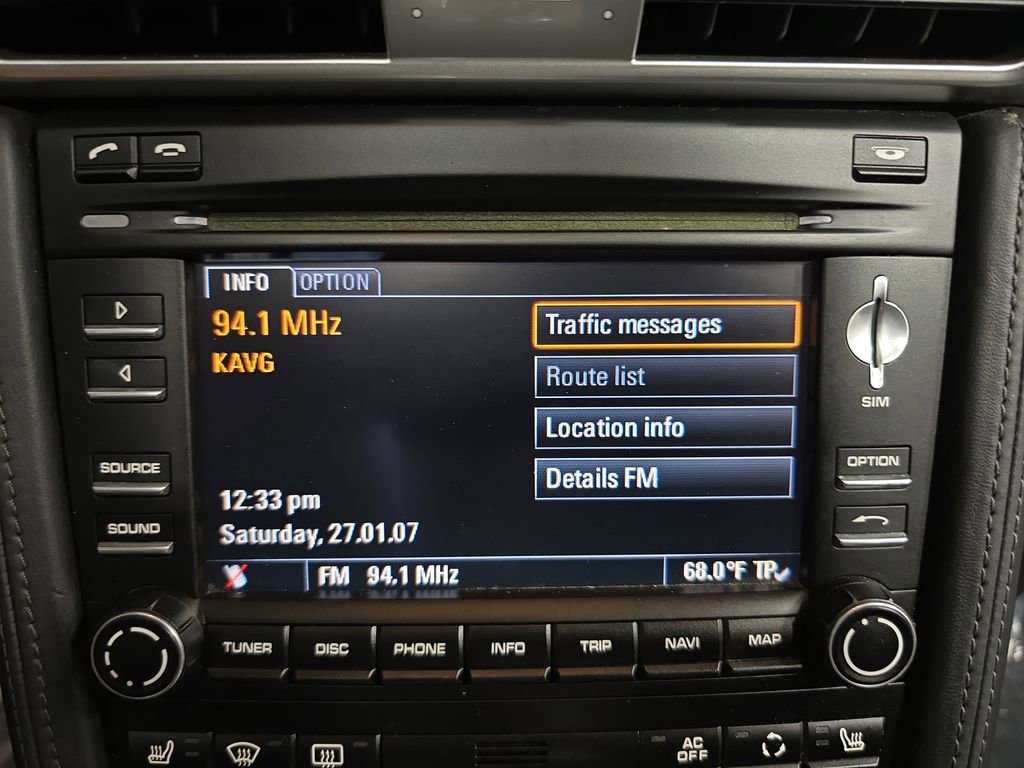 INFO OPTION
94.1 MHz
KAVG
Traffic messages
Route list
Location info
Details FM
12:33 pm
Saturday, 27.01.07
FM 94.1 MHz 68.0°F TP
SIM
SOURCE
SOUND
OPTION
TUNER DISC PHONE INFO TRIP NAVI MAP
AC
OFF